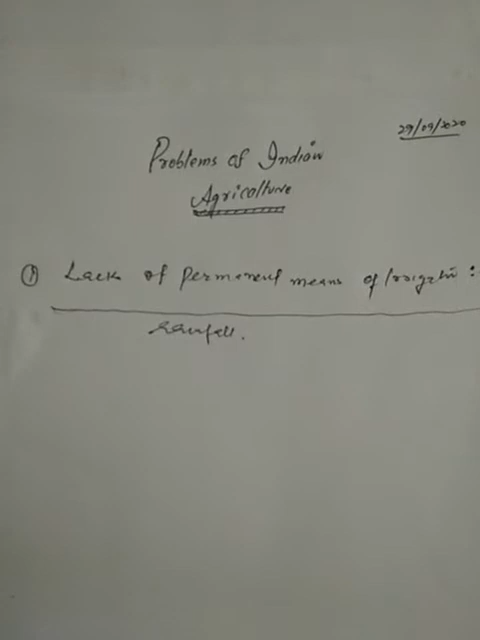 29/09/2020
Problems of Indian
Agriculture
① Lack of permanent means of Irrigation :
rainfall.